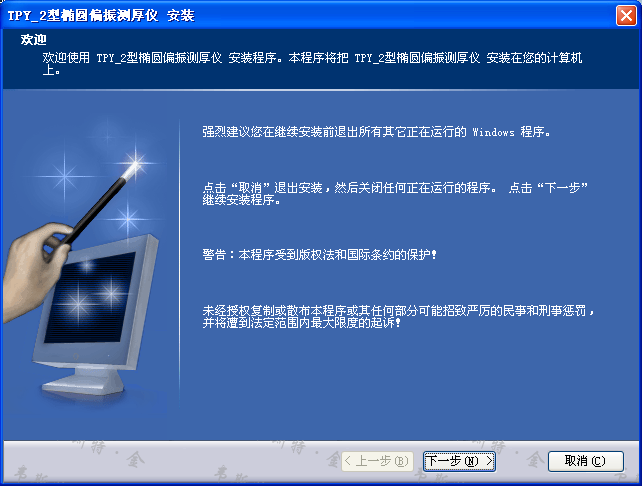 TPY_2型椭圆偏振测厚仪 安装
欢迎
欢迎使用 TPY_2型椭圆偏振测厚仪 安装程序。本程序将把 TPY_2型椭圆偏振测厚仪 安装在您的计算机
上。
强烈建议您在继续安装前退出所有其它正在运行的 Windows 程序。
点击“取消”退出安装，然后关闭任何正在运行的程序。 点击“下一步”
继续安装程序。
警告：本程序受到版权法和国际条约的保护！
未经授权复制或散布本程序或其任何部分可能招致严厉的民事和刑事惩罚，
并将遭到法定范围内最大限度的起诉！
< 上一步(B)
下一步(N) >
取消(C)